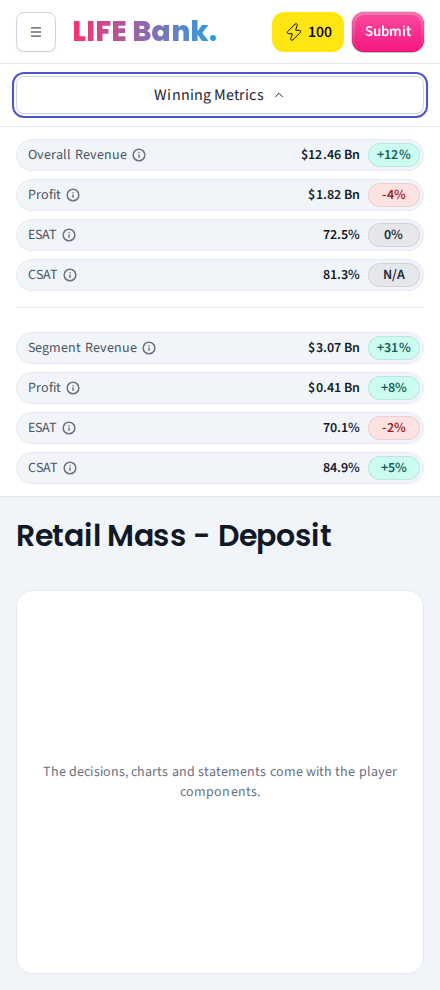 LIFE Bank.
100
Submit
Winning Metrics
Overall Revenue $12.46 Bn +12%
Profit $1.82 Bn -4%
ESAT 72.5% 0%
CSAT 81.3% N/A
Segment Revenue $3.07 Bn +31%
Profit $0.41 Bn +8%
ESAT 70.1% -2%
CSAT 84.9% +5%
Retail Mass - Deposit
The decisions, charts and statements come with the player
components.